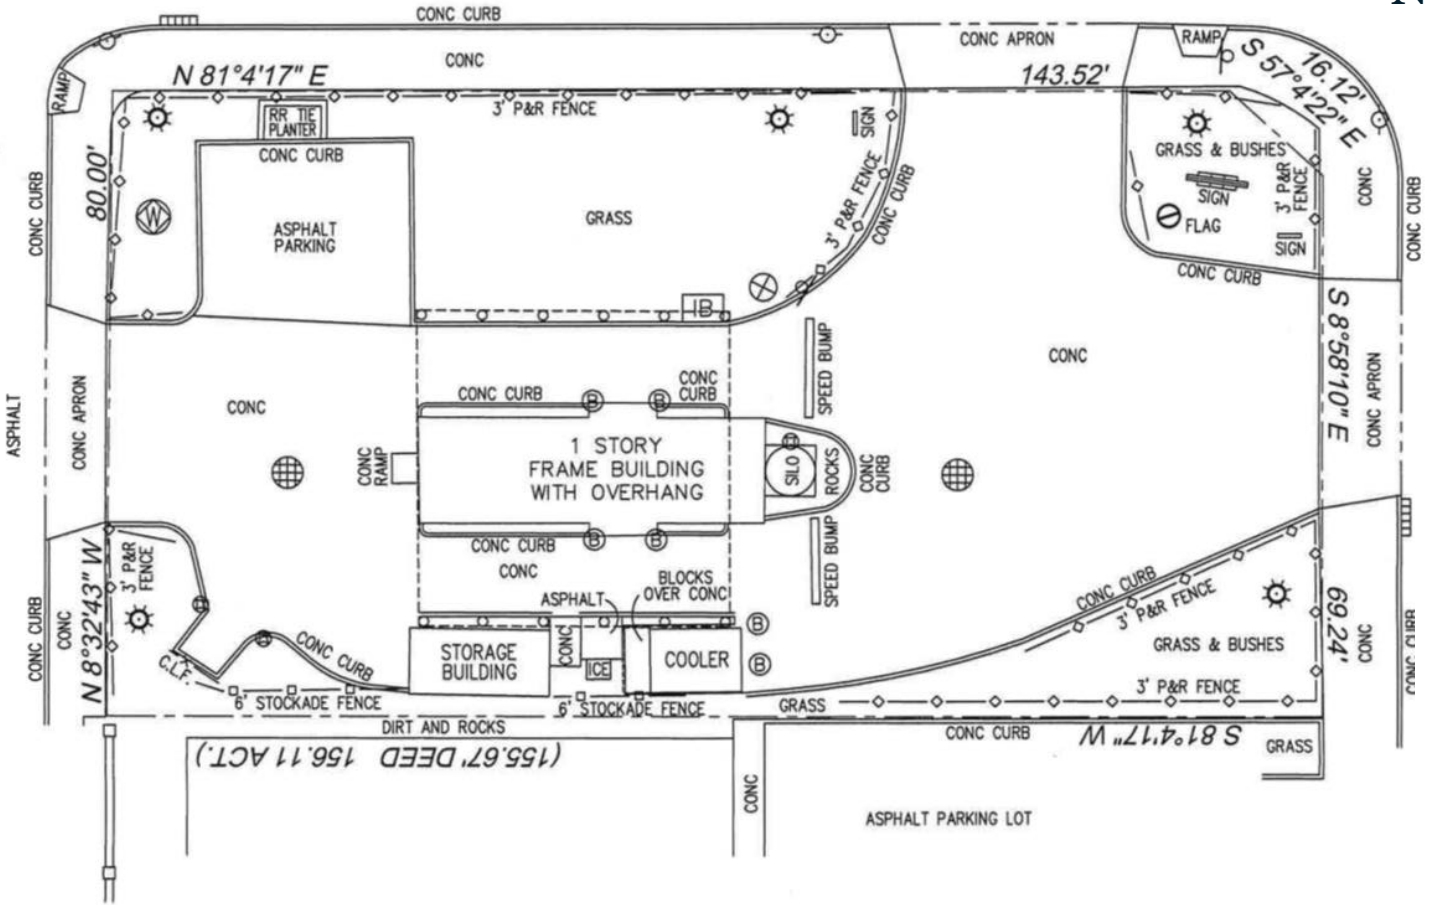 N
CONC CURB
CONC
CONC APRON
RAMP
S 57°4'22" E
16.12'
N 81°4'17" E
143.52'
RAMP
3' P&R FENCE
RR TIE
PLANTER
SIGN
CONC CURB
GRASS & BUSHES
3' P&R
FENCE
CONC
80.00'
CONC CURB
CONC CURB
3' P&R FENCE
CONC CURB
SIGN
W
ASPHALT
PARKING
GRASS
FLAG
SIGN
CONC CURB
IB
S 8°58'10" E
SPEED BUMP
CONC
CONC APRON
CONC APRON
ASPHALT
CONC
CONC CURB
CONC
CURB
B
B
1 STORY
FRAME BUILDING
WITH OVERHANG
CONC
RAMP
SILO
ROCKS
CONC
CURB
SPEED BUMP
CONC CURB
B
B
CONC
3' P&R
FENCE
N 8°32'43" W
ASPHALT
BLOCKS
OVER CONC
CONC CURB
3' P&R FENCE
69.24'
CONC CURB
CONC
CONC
CONC CURB
B
B
GRASS & BUSHES
CONC CURB
C.L.F.
STORAGE
BUILDING
CONC
ICE
COOLER
3' P&R FENCE
6' STOCKADE FENCE
6' STOCKADE FENCE
GRASS
DIRT AND ROCKS
CONC CURB
S 81°4'17" W
GRASS
(155.67' DEED 156.11 ACT.)
CONC
ASPHALT PARKING LOT